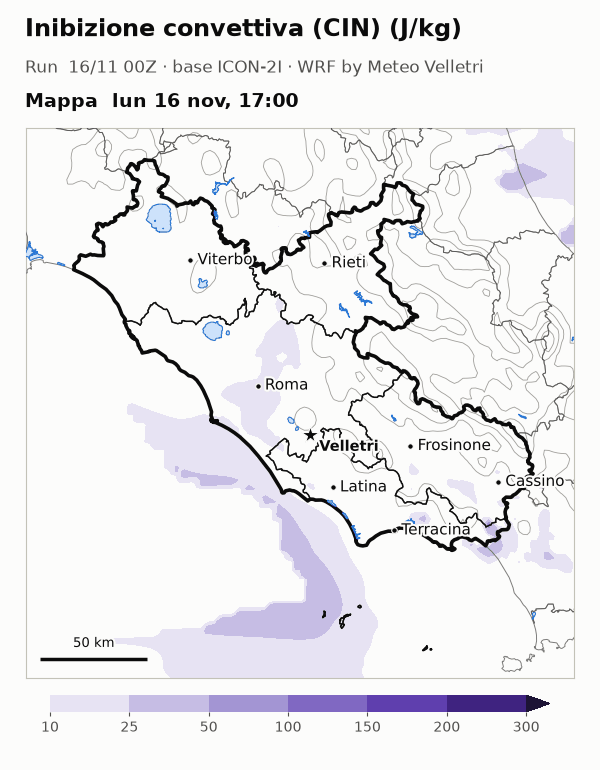 Inibizione convettiva (CIN) (J/kg)
Run  16/11 00Z · base ICON-2I · WRF by Meteo Velletri
Mappa  lun 16 nov, 17:00
Viterbo
Rieti
Roma
Velletri
Frosinone
Cassino
Latina
Terracina
50 km
10 25 50 100 150 200 300